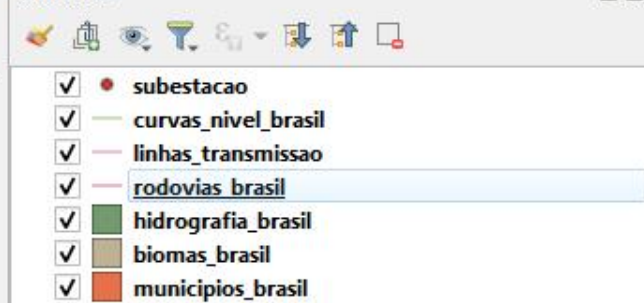 subestacao
curvas_nivel_brasil
linhas_transmissao
rodovias_brasil
hidrografia_brasil
biomas_brasil
municipios_brasil